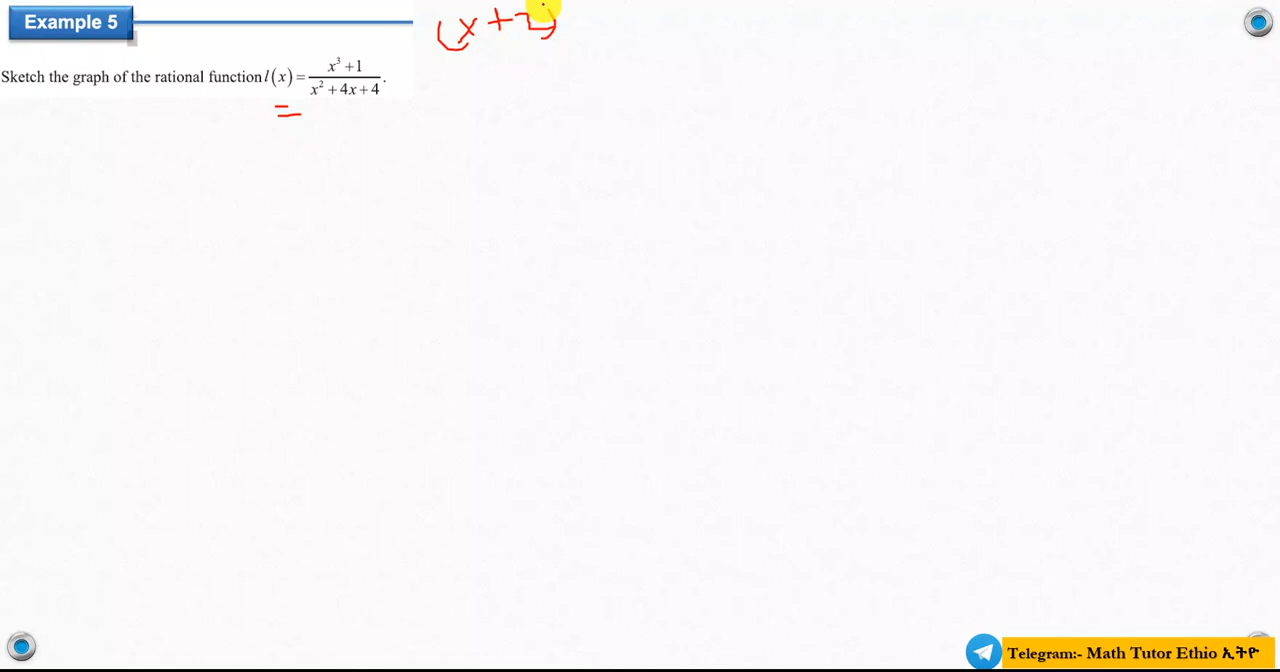 Example 5
(x+2)
Sketch the graph of the rational function l(x) = (x³ + 1)/(x² + 4x + 4).
=
Telegram:- Math Tutor Ethio ኢትዮ